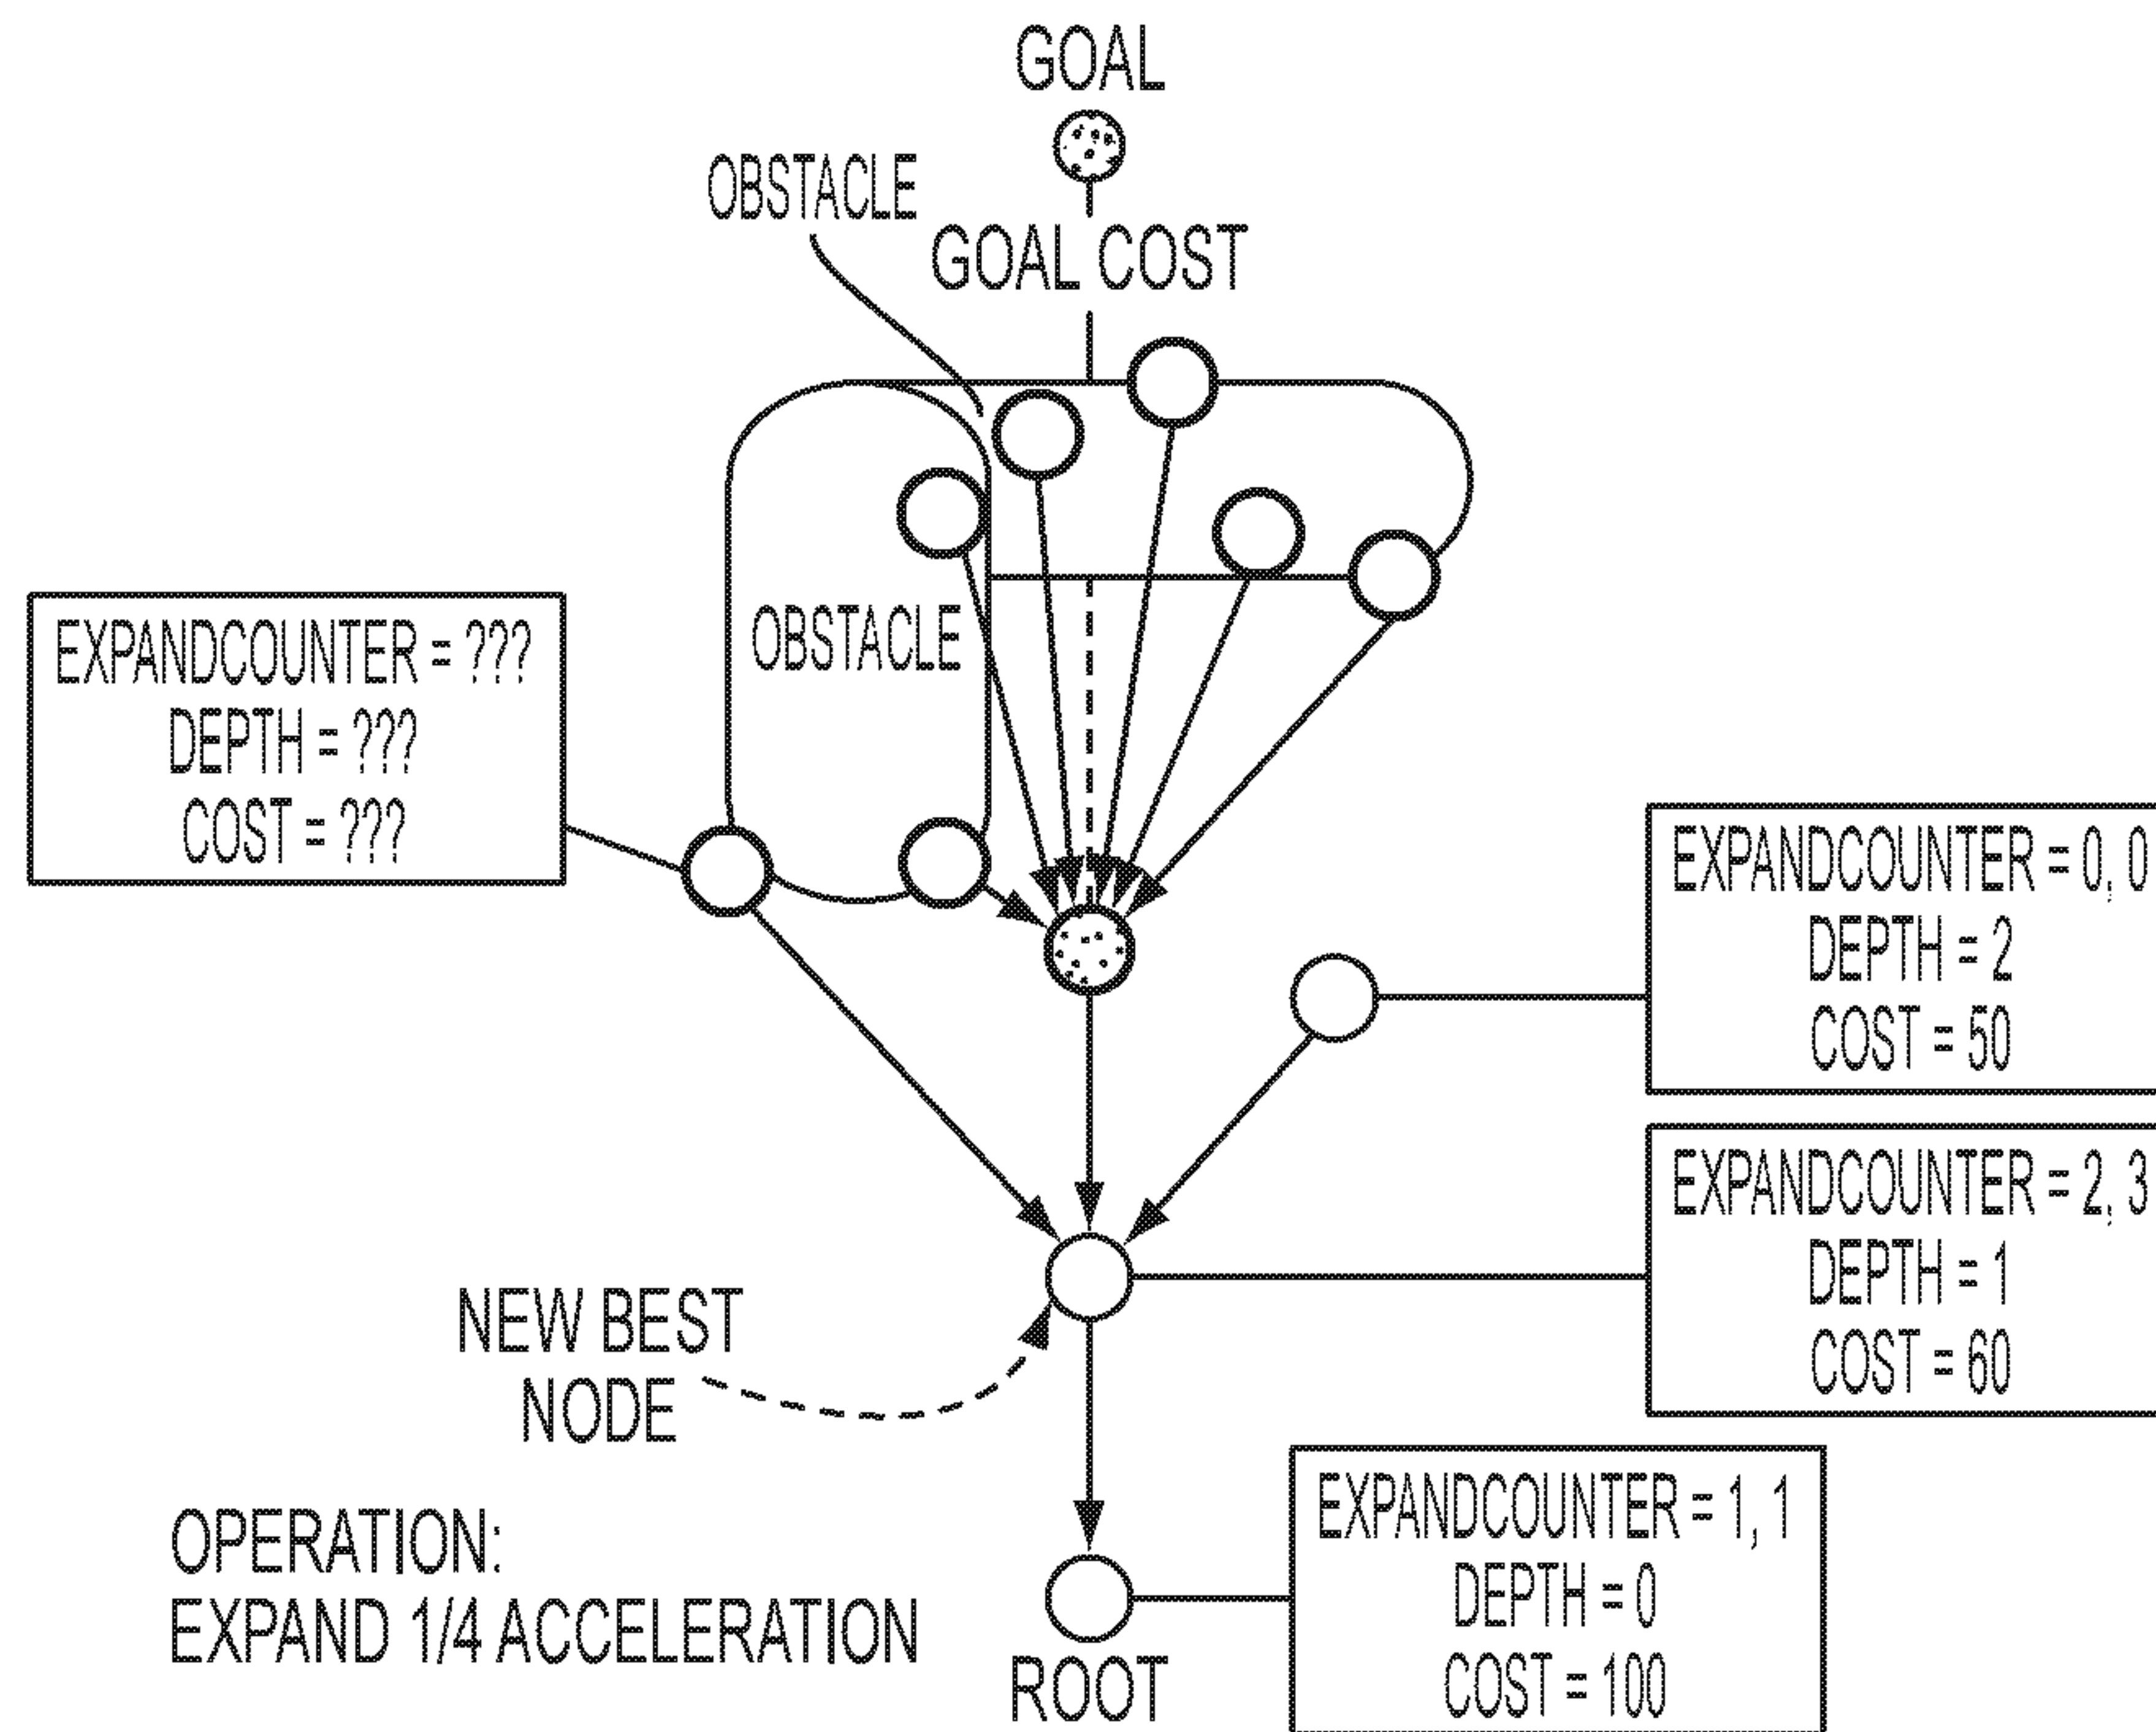 GOAL
OBSTACLE
GOAL COST
OBSTACLE
EXPANDCOUNTER = ???
DEPTH = ???
COST = ???
EXPANDCOUNTER = 0, 0
DEPTH = 2
COST = 50
EXPANDCOUNTER = 2, 3
DEPTH = 1
COST = 60
NEW BEST
NODE
EXPANDCOUNTER = 1, 1
DEPTH = 0
COST = 100
OPERATION:
EXPAND 1/4 ACCELERATION
ROOT